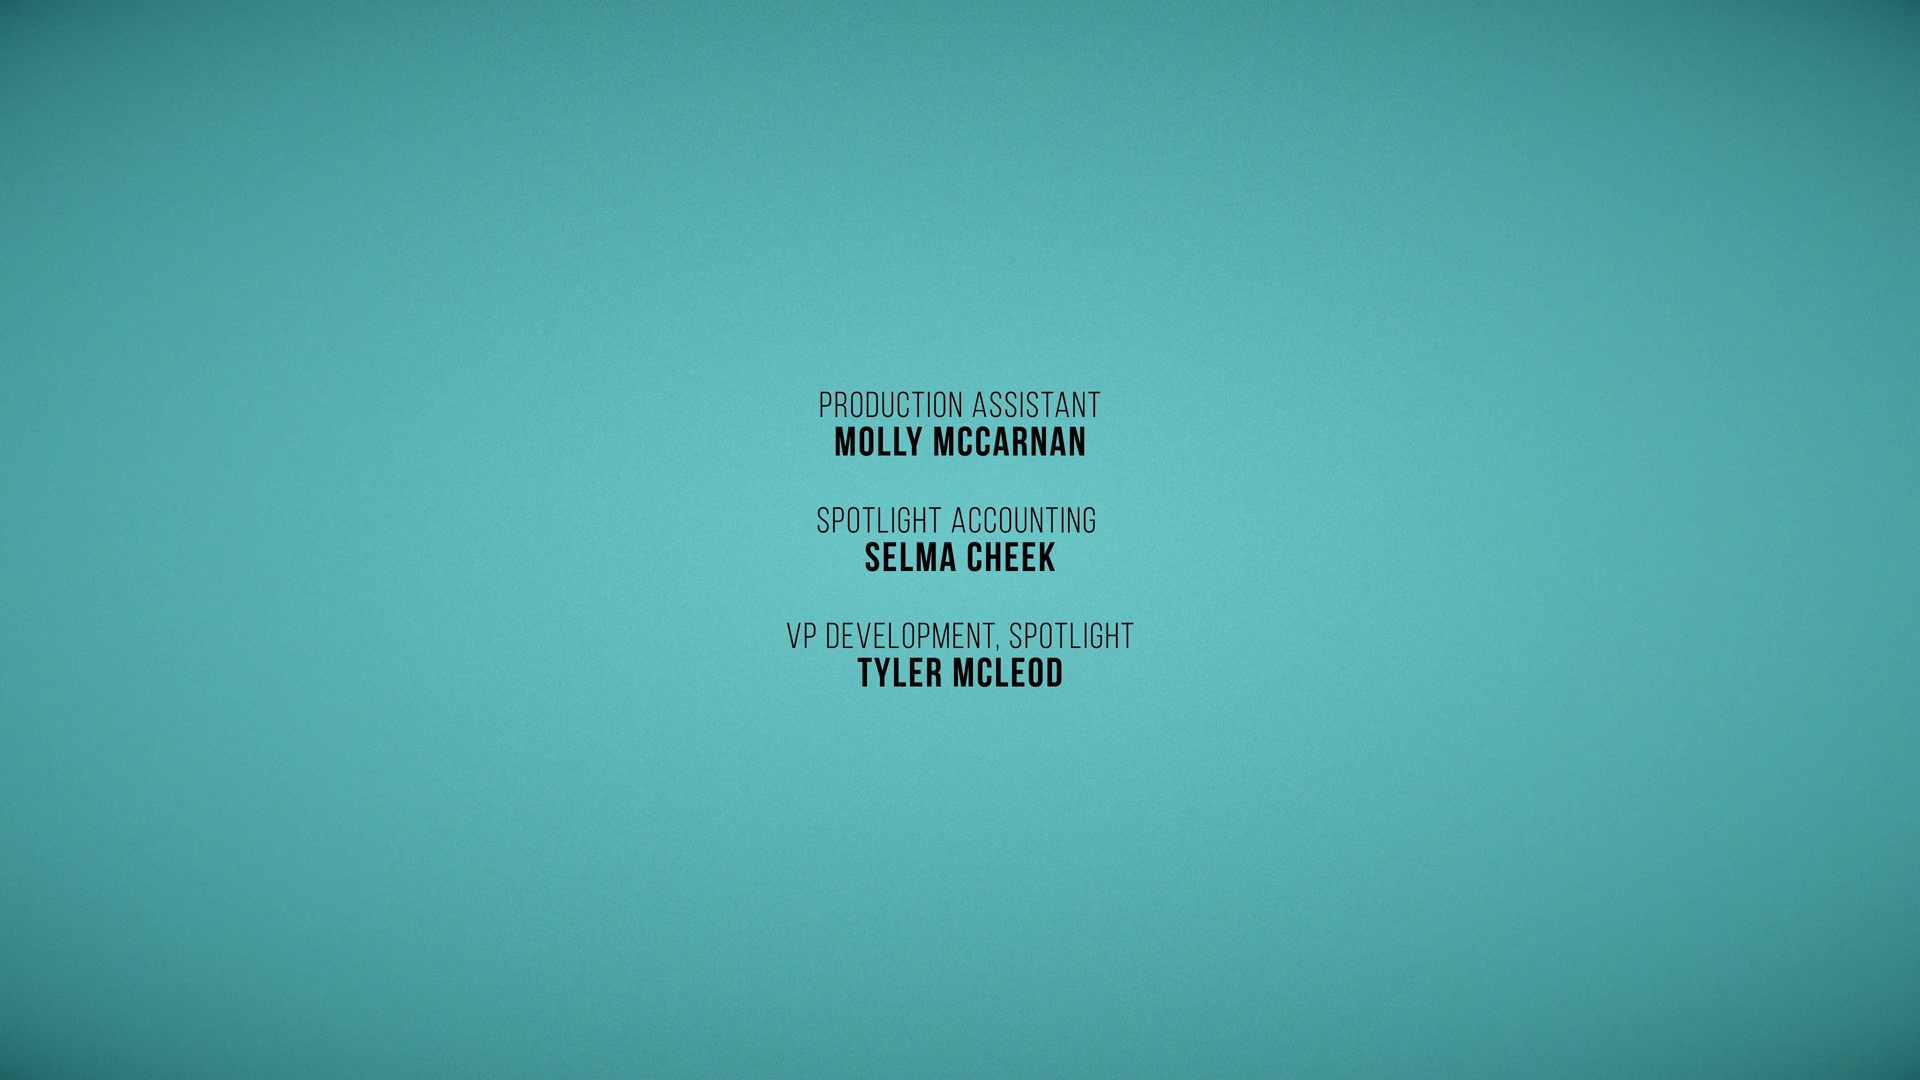 PRODUCTION ASSISTANT
MOLLY MCCARNAN
SPOTLIGHT ACCOUNTING
SELMA CHEEK
VP DEVELOPMENT, SPOTLIGHT
TYLER MCLEOD